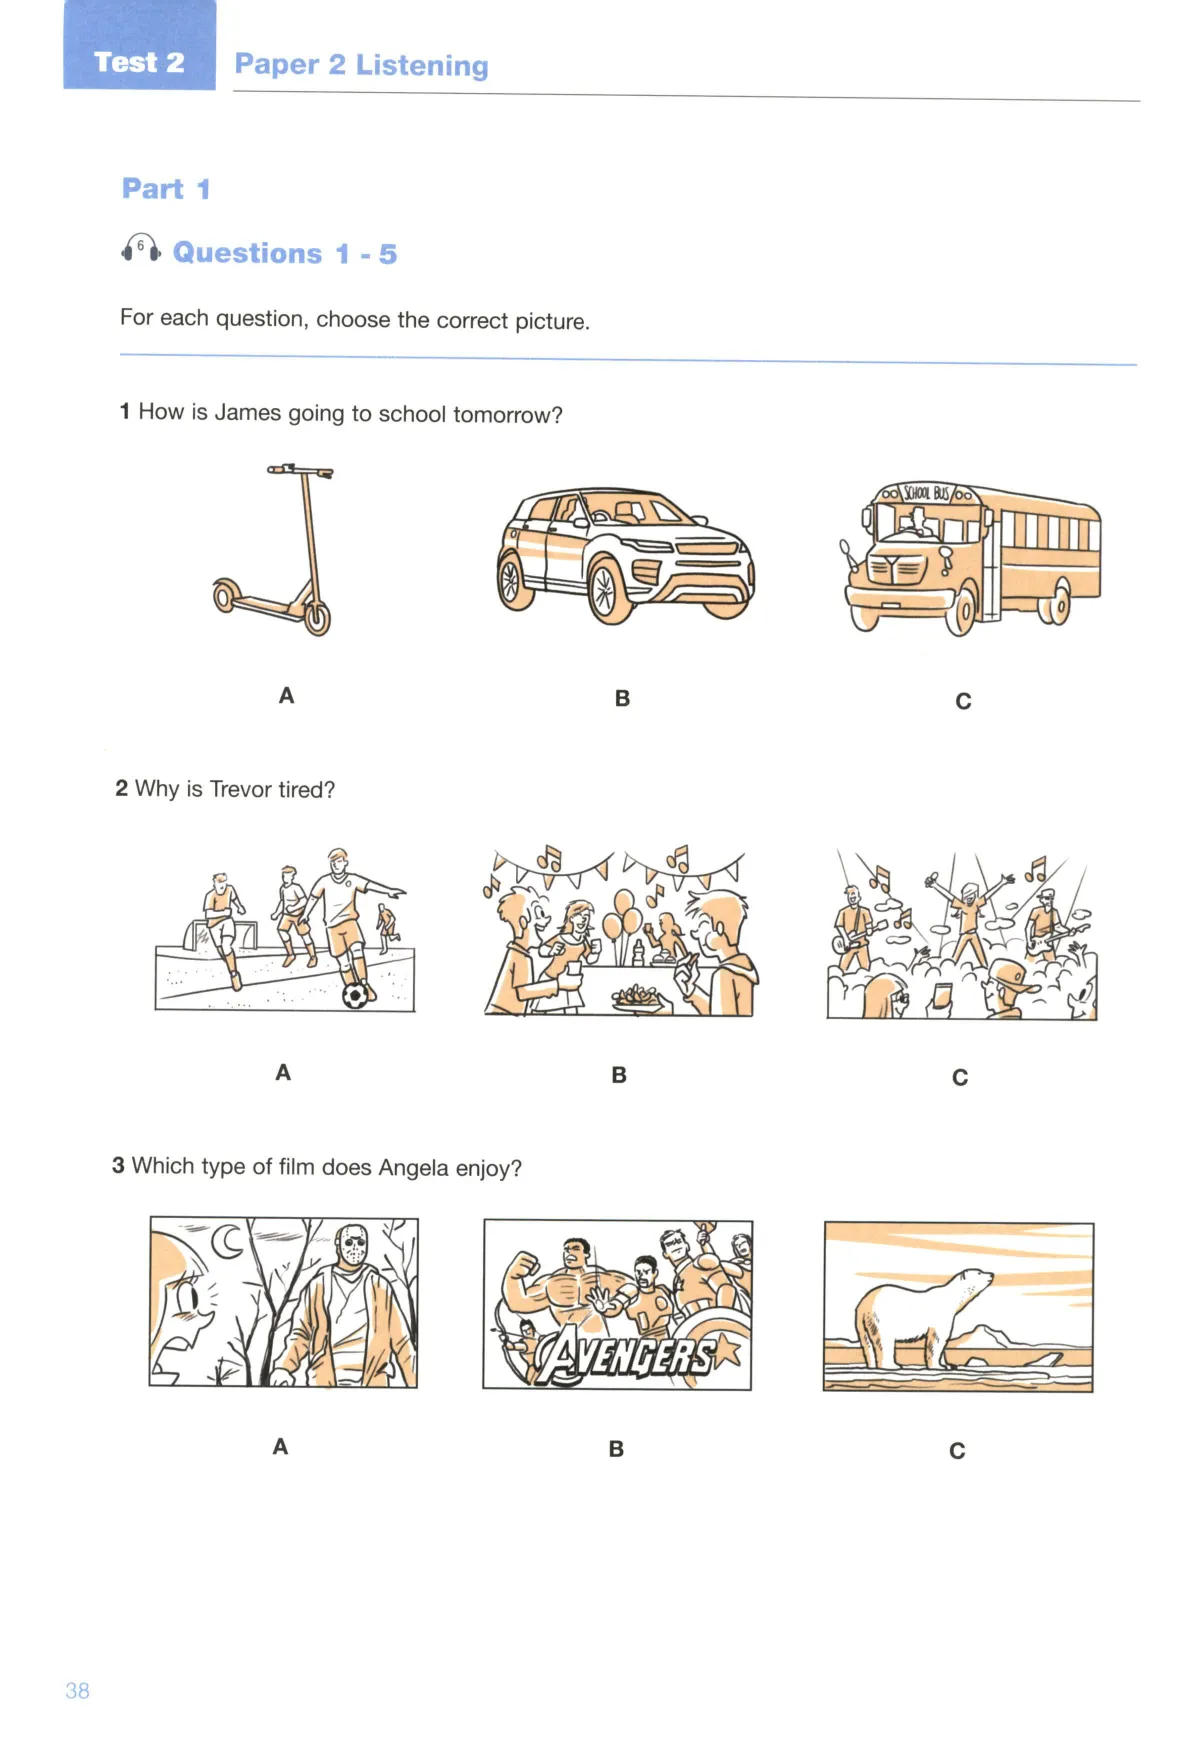 Test 2
Paper 2 Listening
Part 1
6
Questions 1 - 5
For each question, choose the correct picture.
1 How is James going to school tomorrow?
SCHOOL BUS
A
B
C
2 Why is Trevor tired?
A
B
C
3 Which type of film does Angela enjoy?
AVENGERS
A
B
C
38